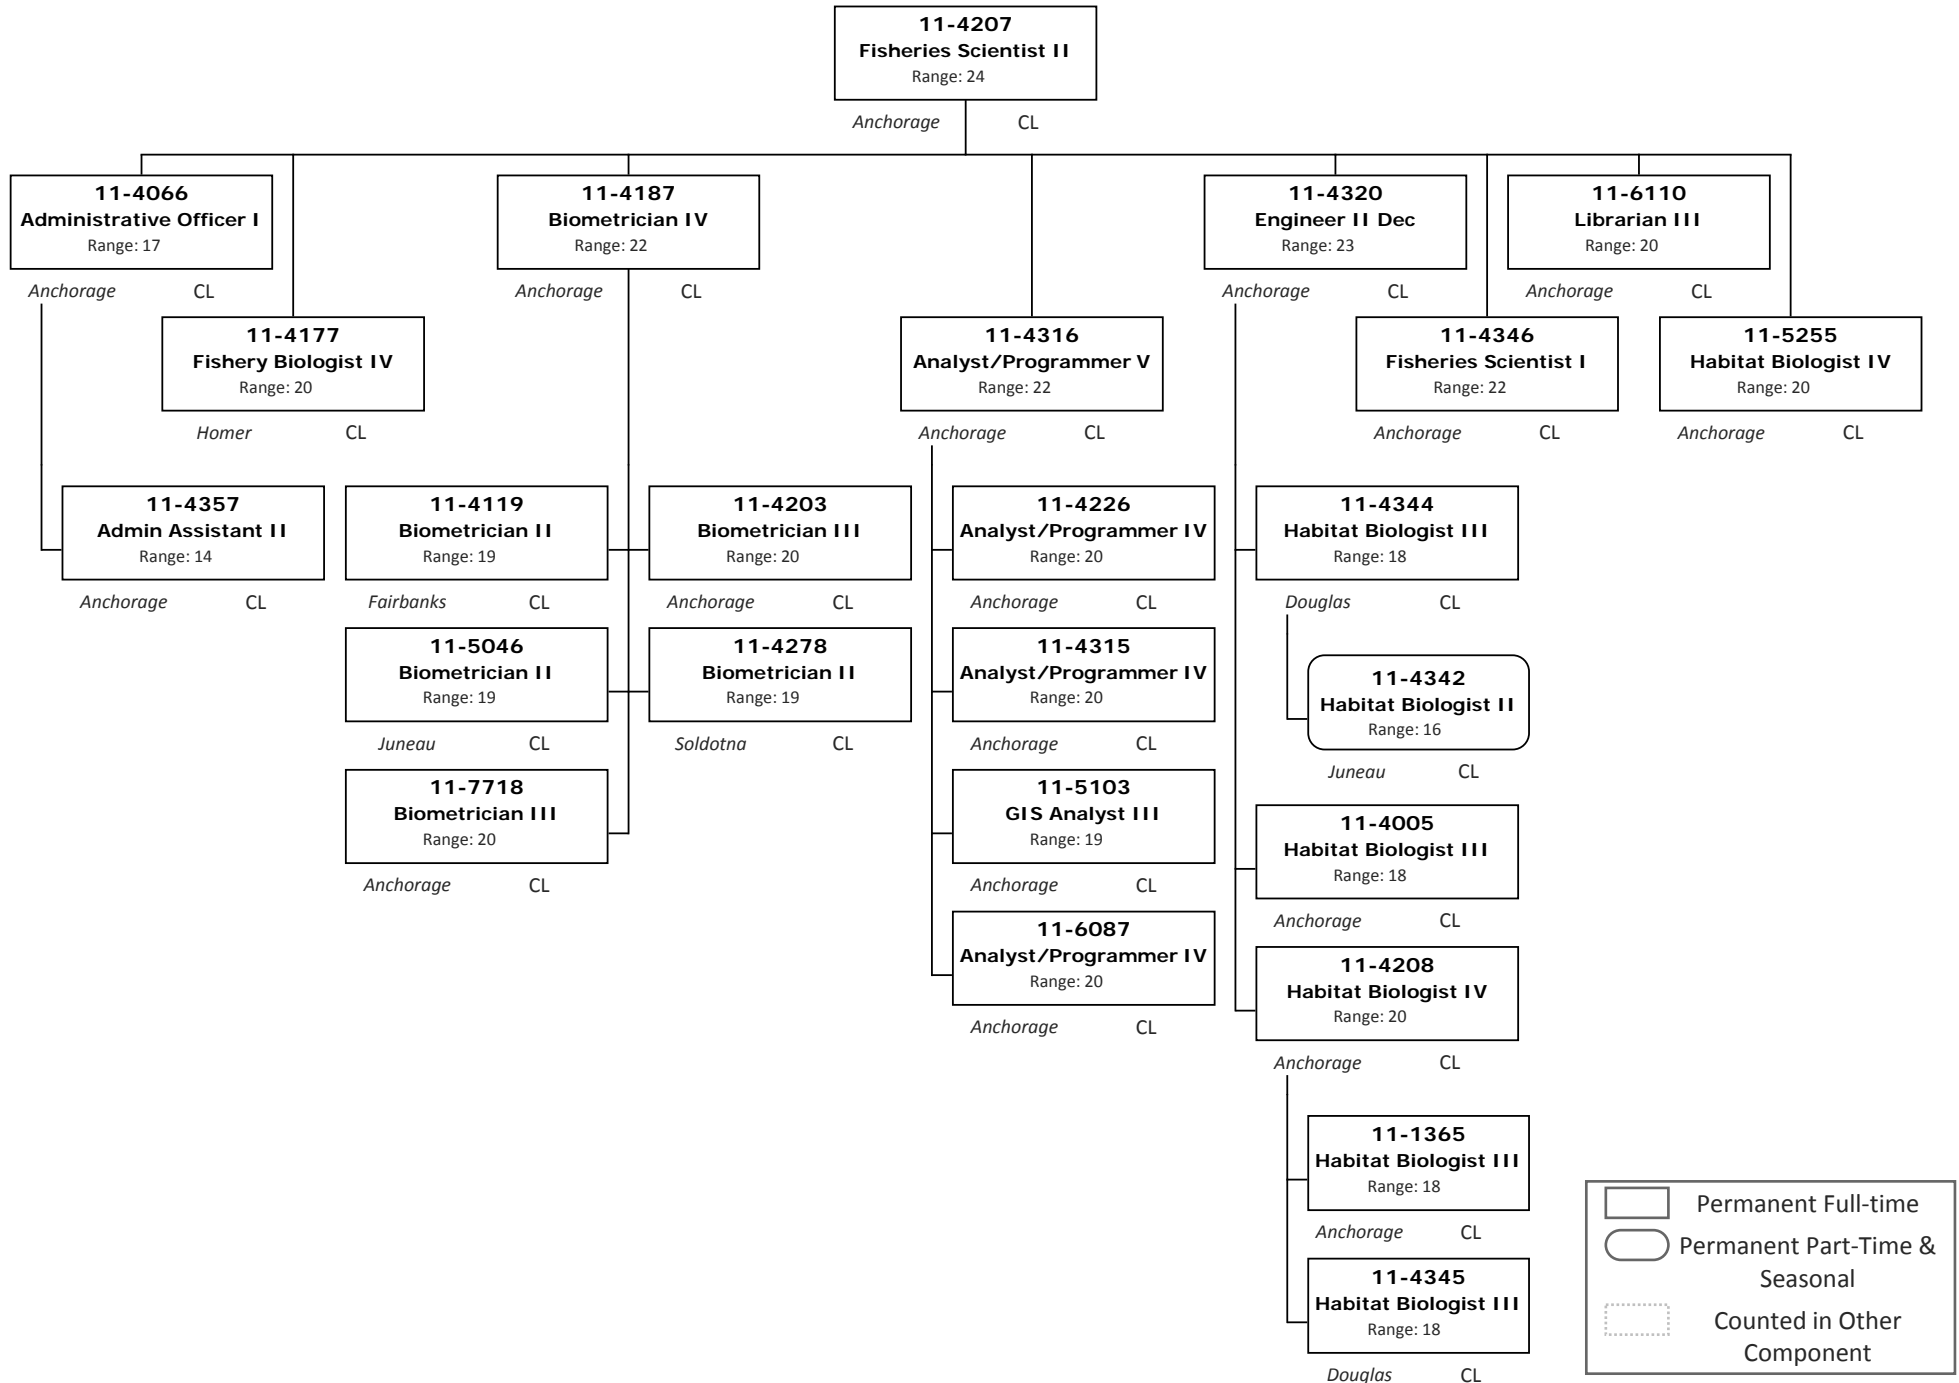 11-4207
Fisheries Scientist II
Range: 24
Anchorage CL
11-4066
Administrative Officer I
Range: 17
Anchorage CL
11-4187
Biometrician IV
Range: 22
Anchorage CL
11-4320
Engineer II Dec
Range: 23
Anchorage CL
11-6110
Librarian III
Range: 20
Anchorage CL
11-4177
Fishery Biologist IV
Range: 20
Homer CL
11-4316
Analyst/Programmer V
Range: 22
Anchorage CL
11-4346
Fisheries Scientist I
Range: 22
Anchorage CL
11-5255
Habitat Biologist IV
Range: 20
Anchorage CL
11-4357
Admin Assistant II
Range: 14
Anchorage CL
11-4119
Biometrician II
Range: 19
Fairbanks CL
11-4203
Biometrician III
Range: 20
Anchorage CL
11-4226
Analyst/Programmer IV
Range: 20
Anchorage CL
11-4344
Habitat Biologist III
Range: 18
Douglas CL
11-5046
Biometrician II
Range: 19
Juneau CL
11-4278
Biometrician II
Range: 19
Soldotna CL
11-4315
Analyst/Programmer IV
Range: 20
Anchorage CL
11-4342
Habitat Biologist II
Range: 16
Juneau CL
11-7718
Biometrician III
Range: 20
Anchorage CL
11-5103
GIS Analyst III
Range: 19
Anchorage CL
11-4005
Habitat Biologist III
Range: 18
Anchorage CL
11-6087
Analyst/Programmer IV
Range: 20
Anchorage CL
11-4208
Habitat Biologist IV
Range: 20
Anchorage CL
11-1365
Habitat Biologist III
Range: 18
Anchorage CL
11-4345
Habitat Biologist III
Range: 18
Douglas CL
Permanent Full-time
Permanent Part-Time &
Seasonal
Counted in Other
Component